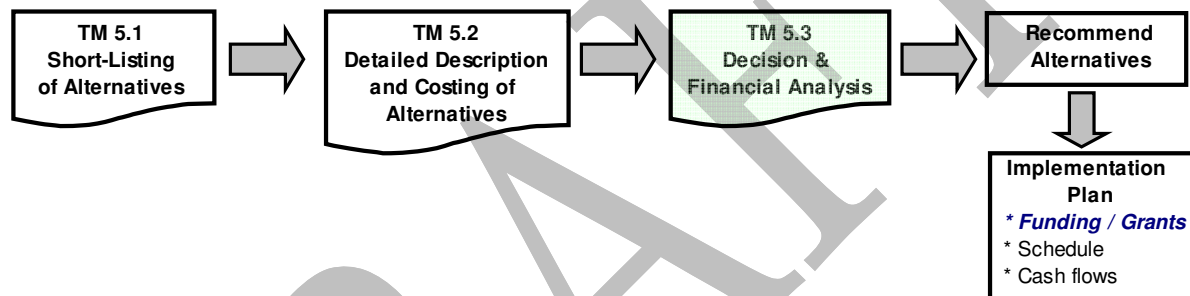 TM 5.1
Short-Listing
of Alternatives
TM 5.2
Detailed Description
and Costing of
Alternatives
TM 5.3
Decision &
Financial Analysis
Recommend
Alternatives
Implementation
Plan
* Funding / Grants
* Schedule
* Cash flows